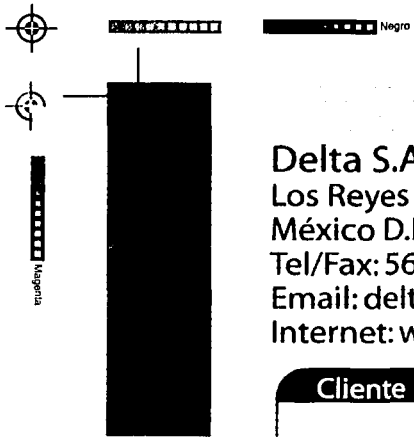 Negro
Magenta
Delta S.A
Los Reyes
México D.
Tel/Fax: 56
Email: delt
Internet: w
Cliente